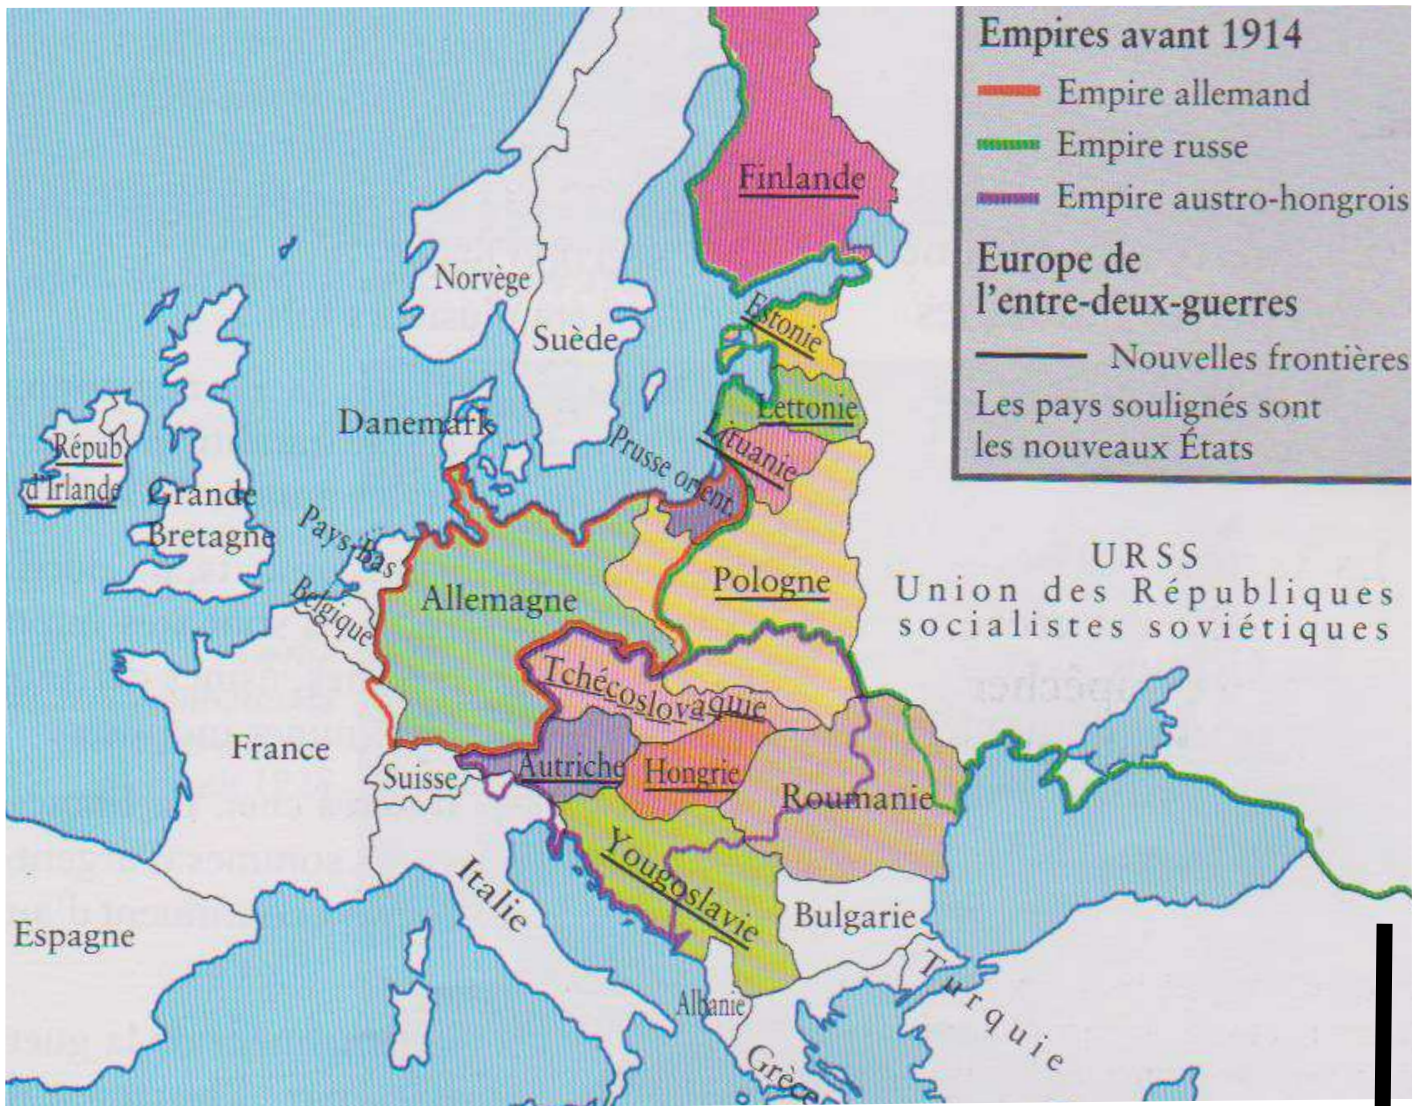 Empires avant 1914
Empire allemand
Empire russe
Empire austro-hongrois
Europe de
l'entre-deux-guerres
Nouvelles frontières
Les pays soulignés sont
les nouveaux États
Finlande
Norvège
Suède
Estonie
Lettonie
Lituanie
Danemark
Prusse orient.
Répub
d'Irlande
Grande
Bretagne
Pays-Bas
Belgique
Allemagne
Pologne
URSS
Union des Républiques
socialistes soviétiques
Tchécoslovaquie
France
Suisse
Autriche
Hongrie
Roumanie
Yougoslavie
Italie
Bulgarie
Espagne
Albanie
Turquie
Grèce